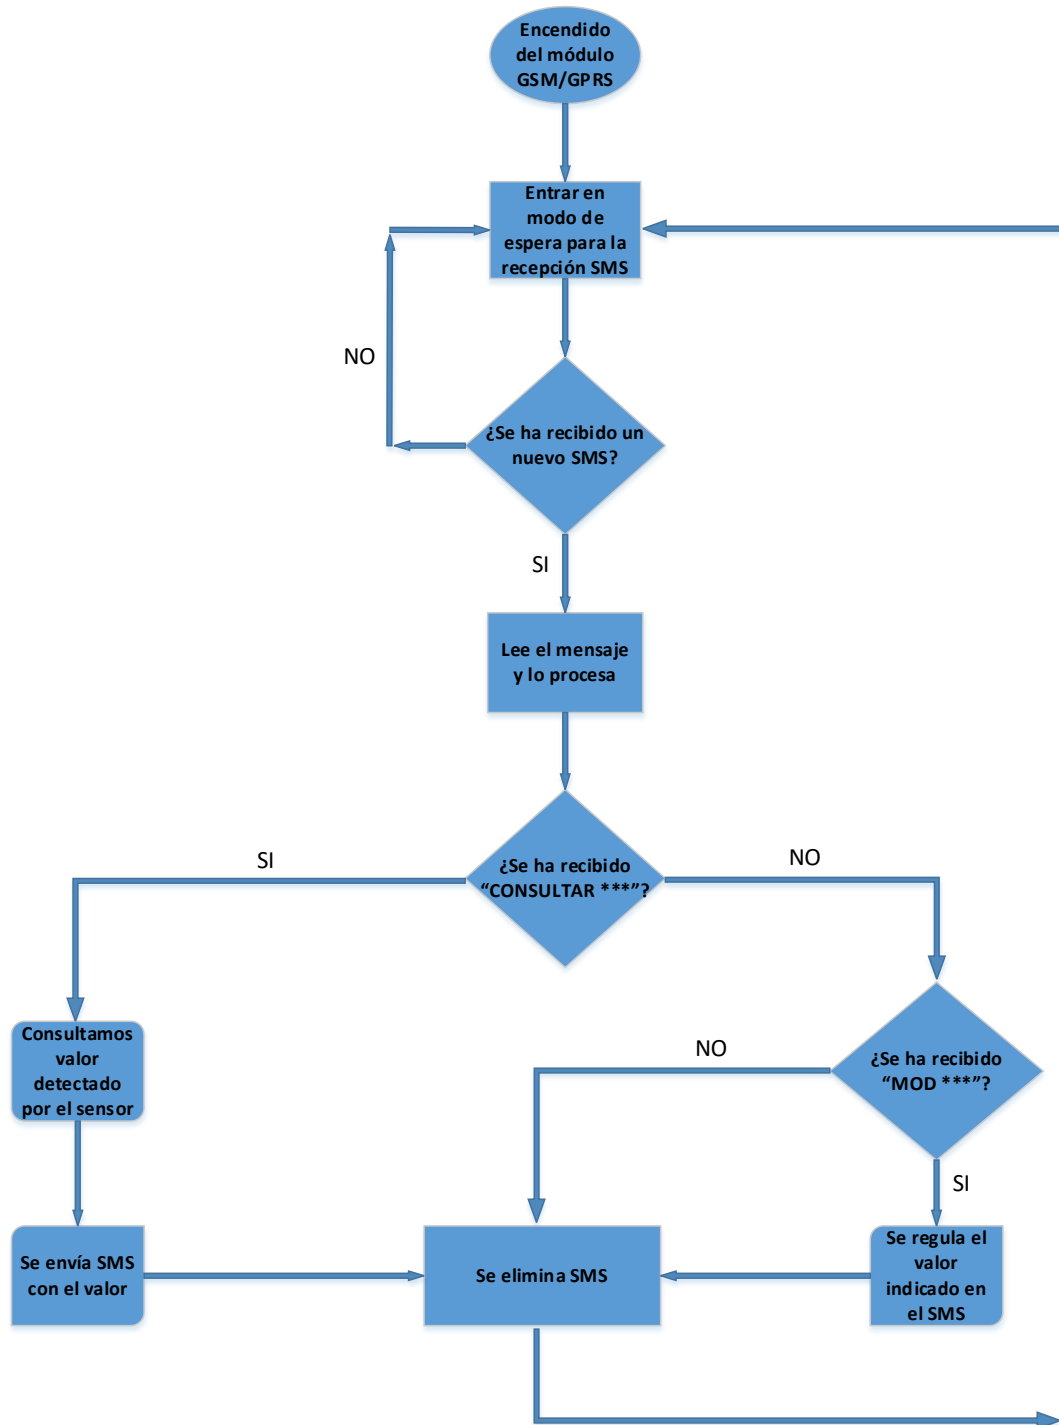 Encendido
del módulo
GSM/GPRS
Entrar en
modo de
espera para la
recepción SMS
NO
¿Se ha recibido un
nuevo SMS?
SI
Lee el mensaje
y lo procesa
SI
¿Se ha recibido
“CONSULTAR ***”?
NO
Consultamos
valor
detectado
por el sensor
NO
¿Se ha recibido
“MOD ***”?
SI
Se envía SMS
con el valor
Se elimina SMS
Se regula el
valor
indicado en
el SMS